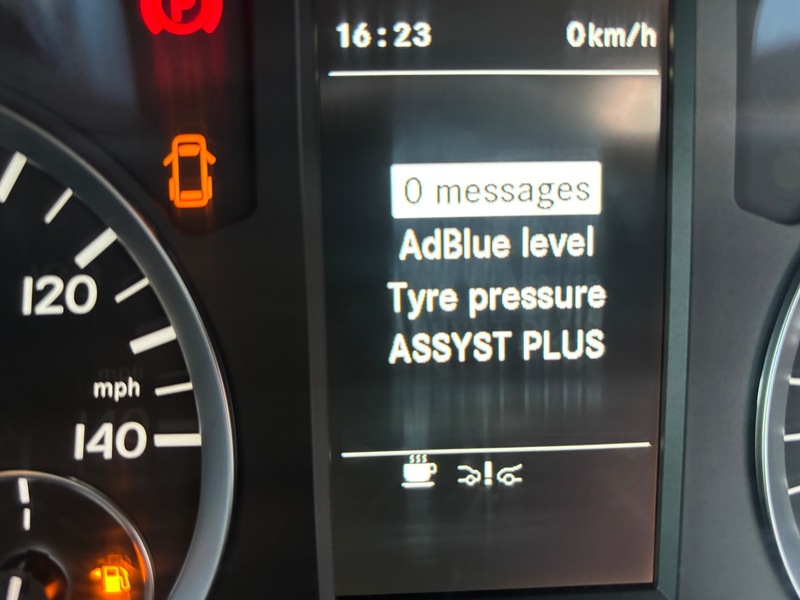 P
16:23 0km/h
0 messages
AdBlue level
Tyre pressure
ASSYST PLUS
120
mph
140